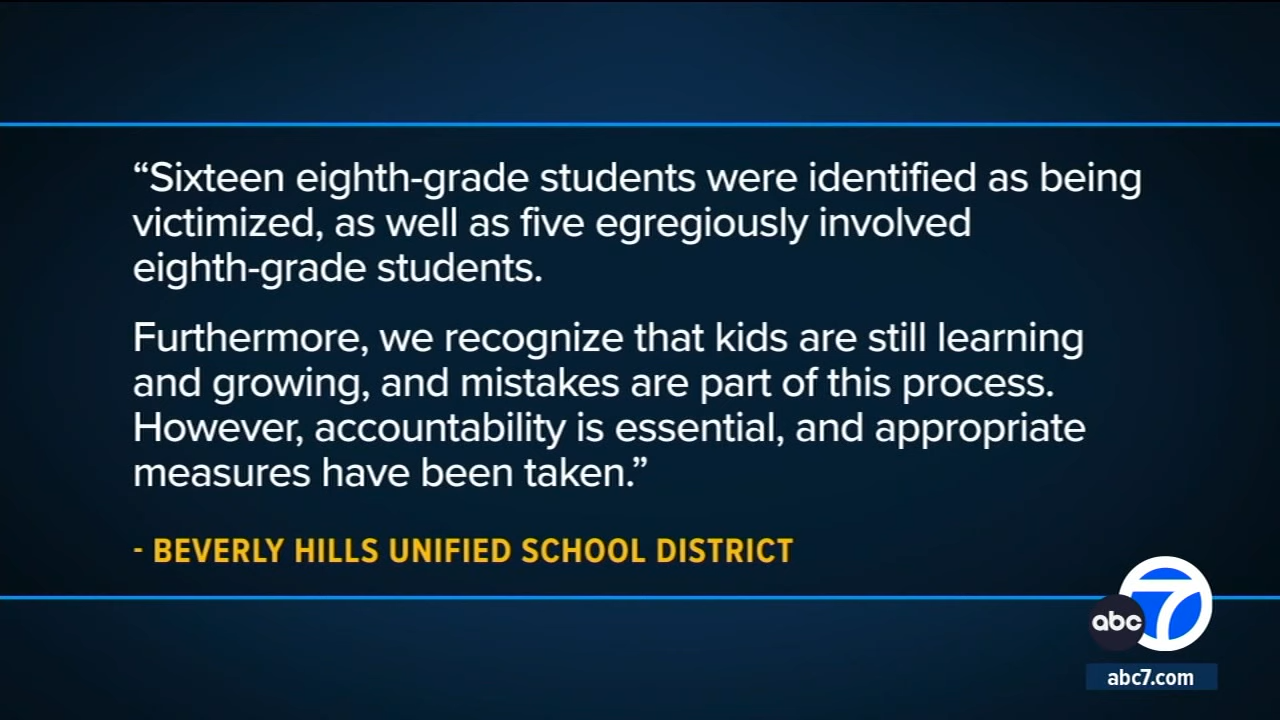 “Sixteen eighth-grade students were identified as being
victimized, as well as five egregiously involved
eighth-grade students.
Furthermore, we recognize that kids are still learning
and growing, and mistakes are part of this process.
However, accountability is essential, and appropriate
measures have been taken.”
- BEVERLY HILLS UNIFIED SCHOOL DISTRICT
abc 7
abc7.com